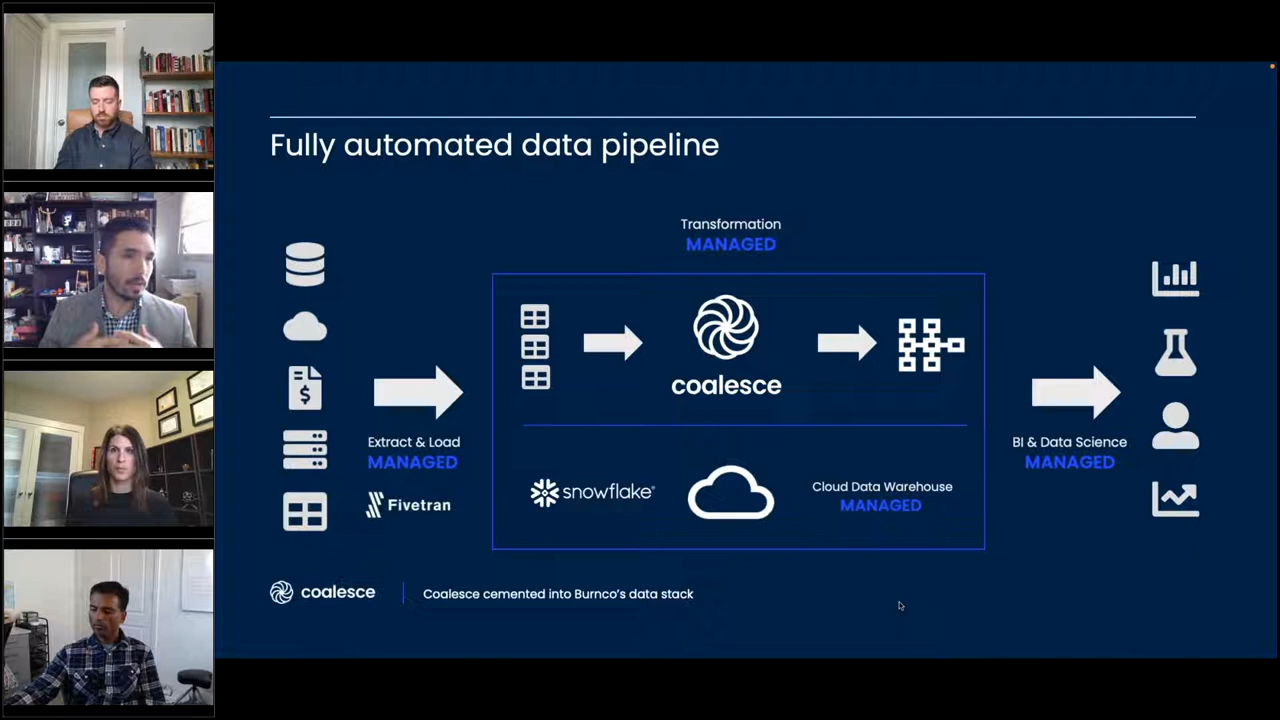 Fully automated data pipeline
Transformation
MANAGED
coalesce
Extract & Load
MANAGED
Fivetran
snowflake®
Cloud Data Warehouse
MANAGED
BI & Data Science
MANAGED
coalesce
Coalesce cemented into Burnco's data stack